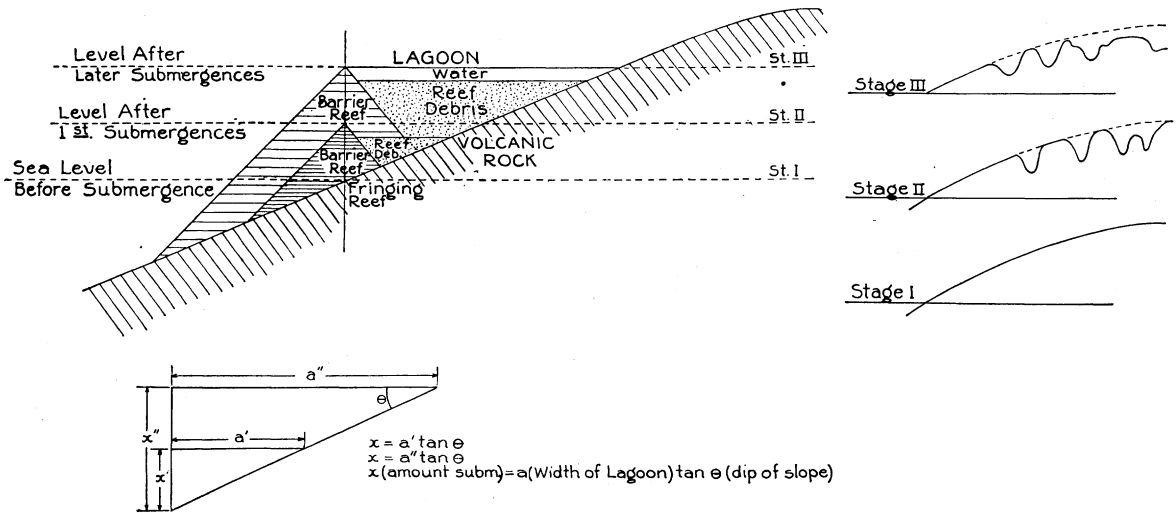 Level After
Later Submergences
LAGOON
Water
St. III
Reef
Debris
Barrier
Reef
Level After
1st. Submergences
St. II
Reef
Deb.
VOLCANIC
ROCK
Barrier
Reef
Sea Level
Before Submergence
St. I
Fringing
Reef
Stage III
Stage II
Stage I
a"
θ
x"
a'
x'
x = a' tan θ
x = a" tan θ
x (amount subm) = a (Width of Lagoon) tan θ (dip of slope)